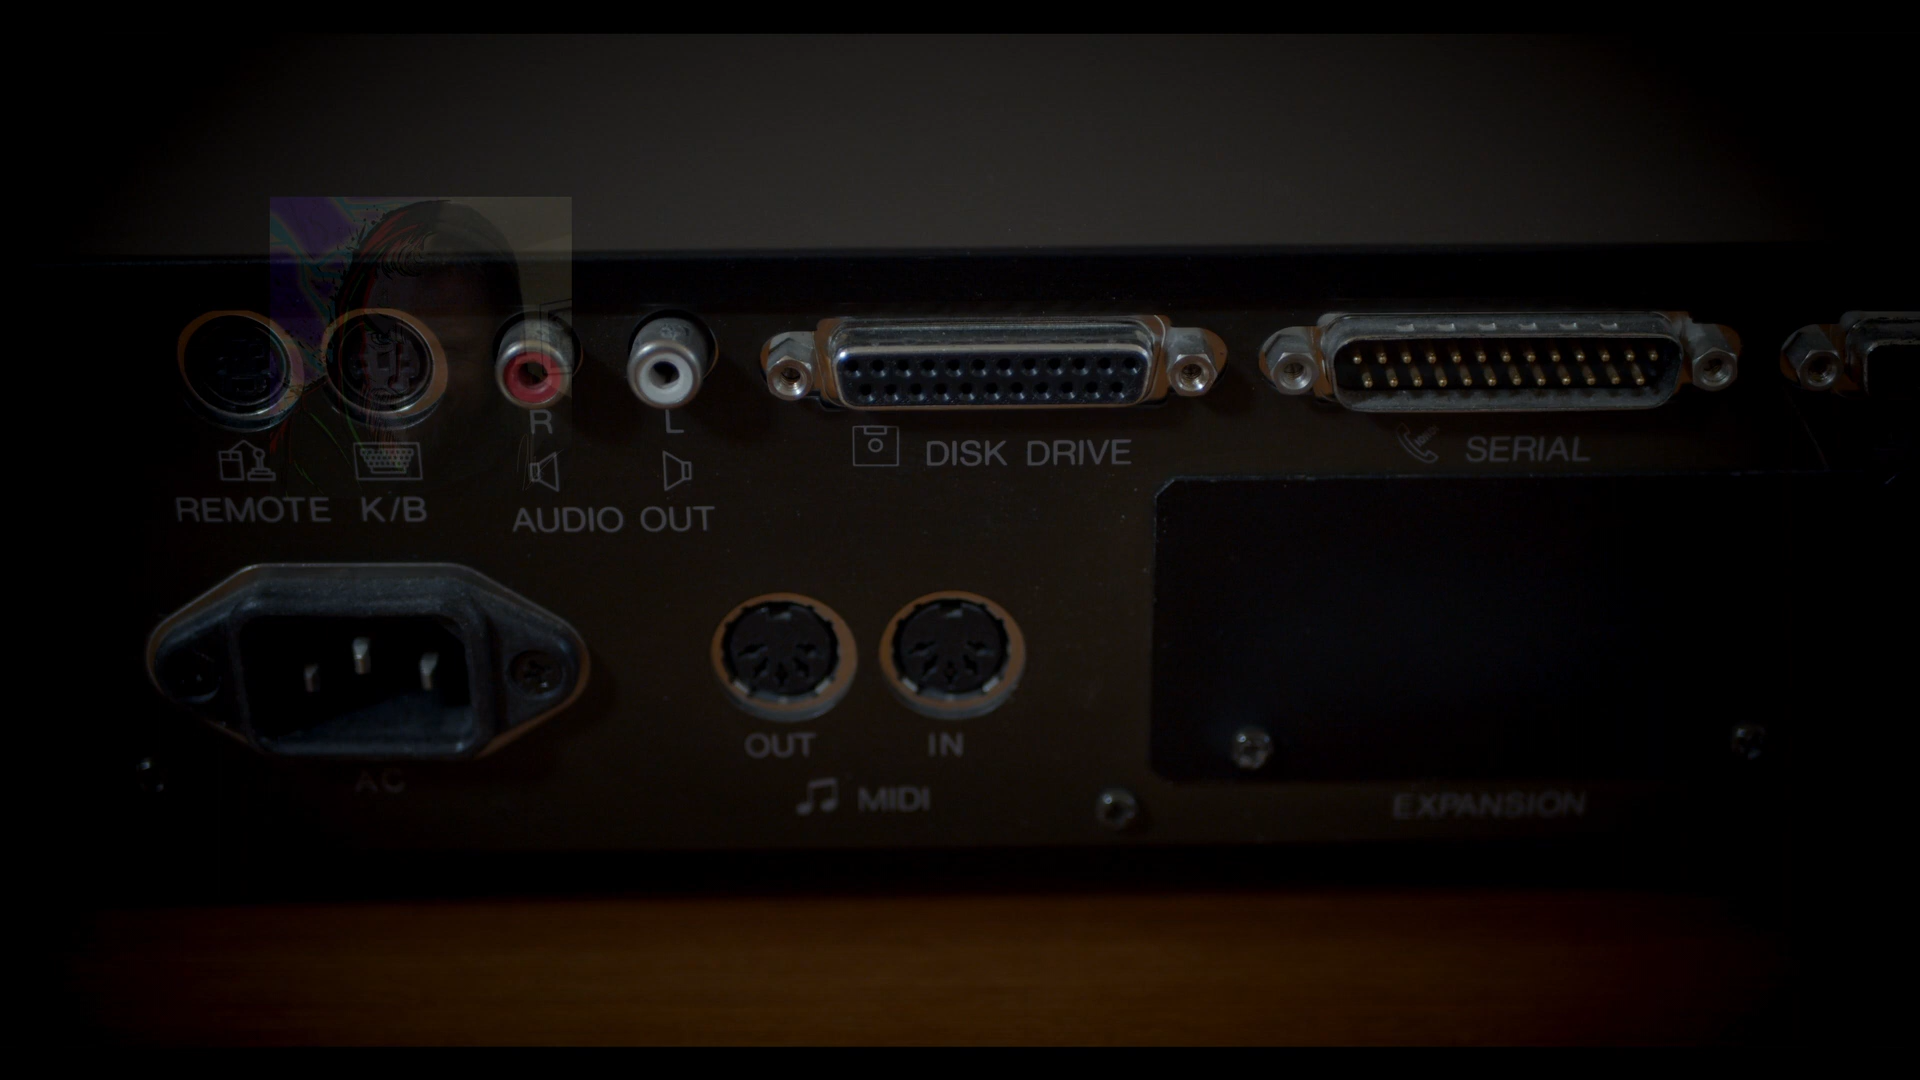 R L
DISK DRIVE
SERIAL
REMOTE K/B
AUDIO OUT
OUT IN
AC
MIDI
EXPANSION